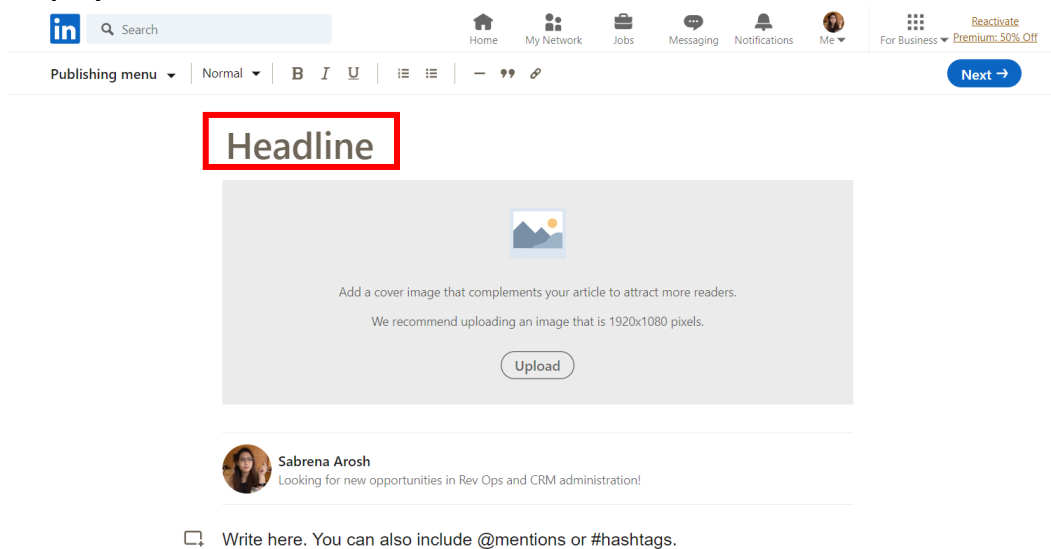 in Search Home My Network Jobs Messaging Notifications Me For Business Reactivate
Premium: 50% Off
Publishing menu Normal B I U Next →
Headline
Add a cover image that complements your article to attract more readers.
We recommend uploading an image that is 1920x1080 pixels.
Upload
Sabrena Arosh
Looking for new opportunities in Rev Ops and CRM administration!
Write here. You can also include @mentions or #hashtags.